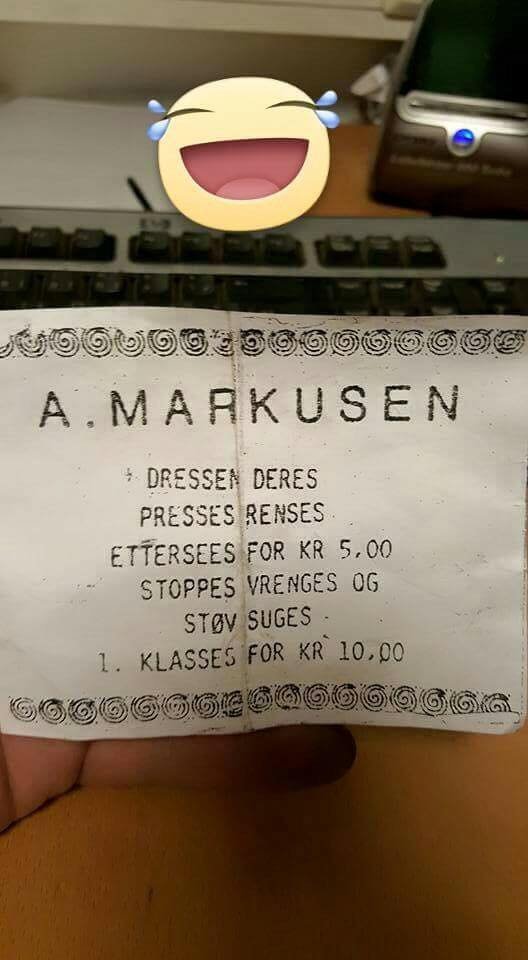 A. MARKUSEN
DRESSEN DERES
PRESSES RENSES
ETTERSEES FOR KR 5,00
STOPPES VRENGES OG
STØV SUGES
1. KLASSES FOR KR 10,00